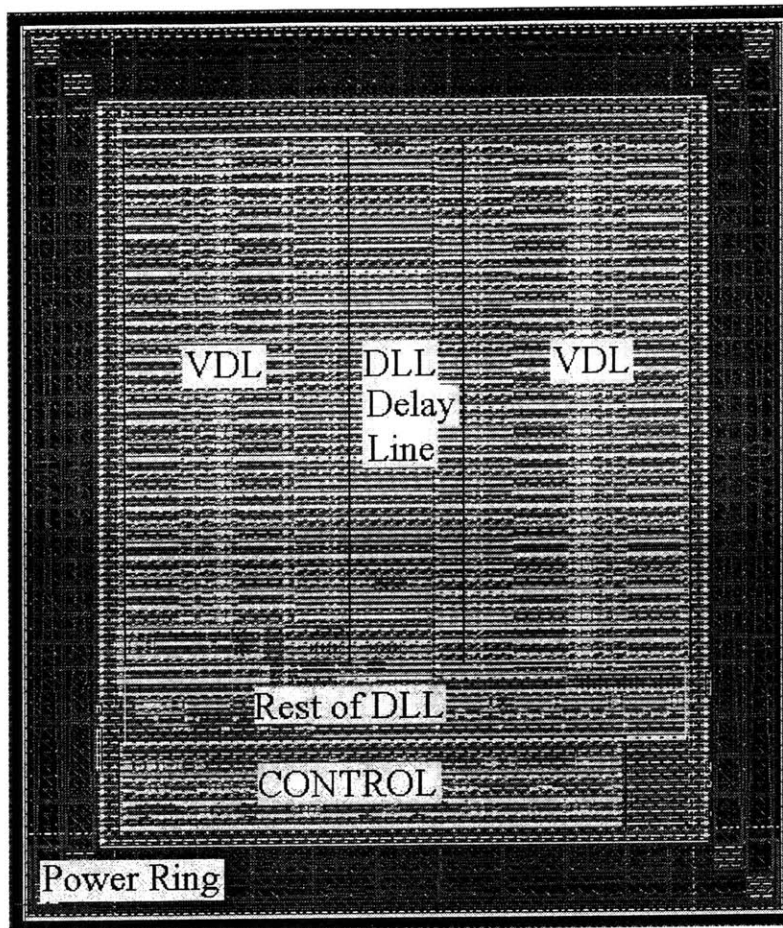 VDL
DLL
Delay
Line
VDL
Rest of DLL
CONTROL
Power Ring